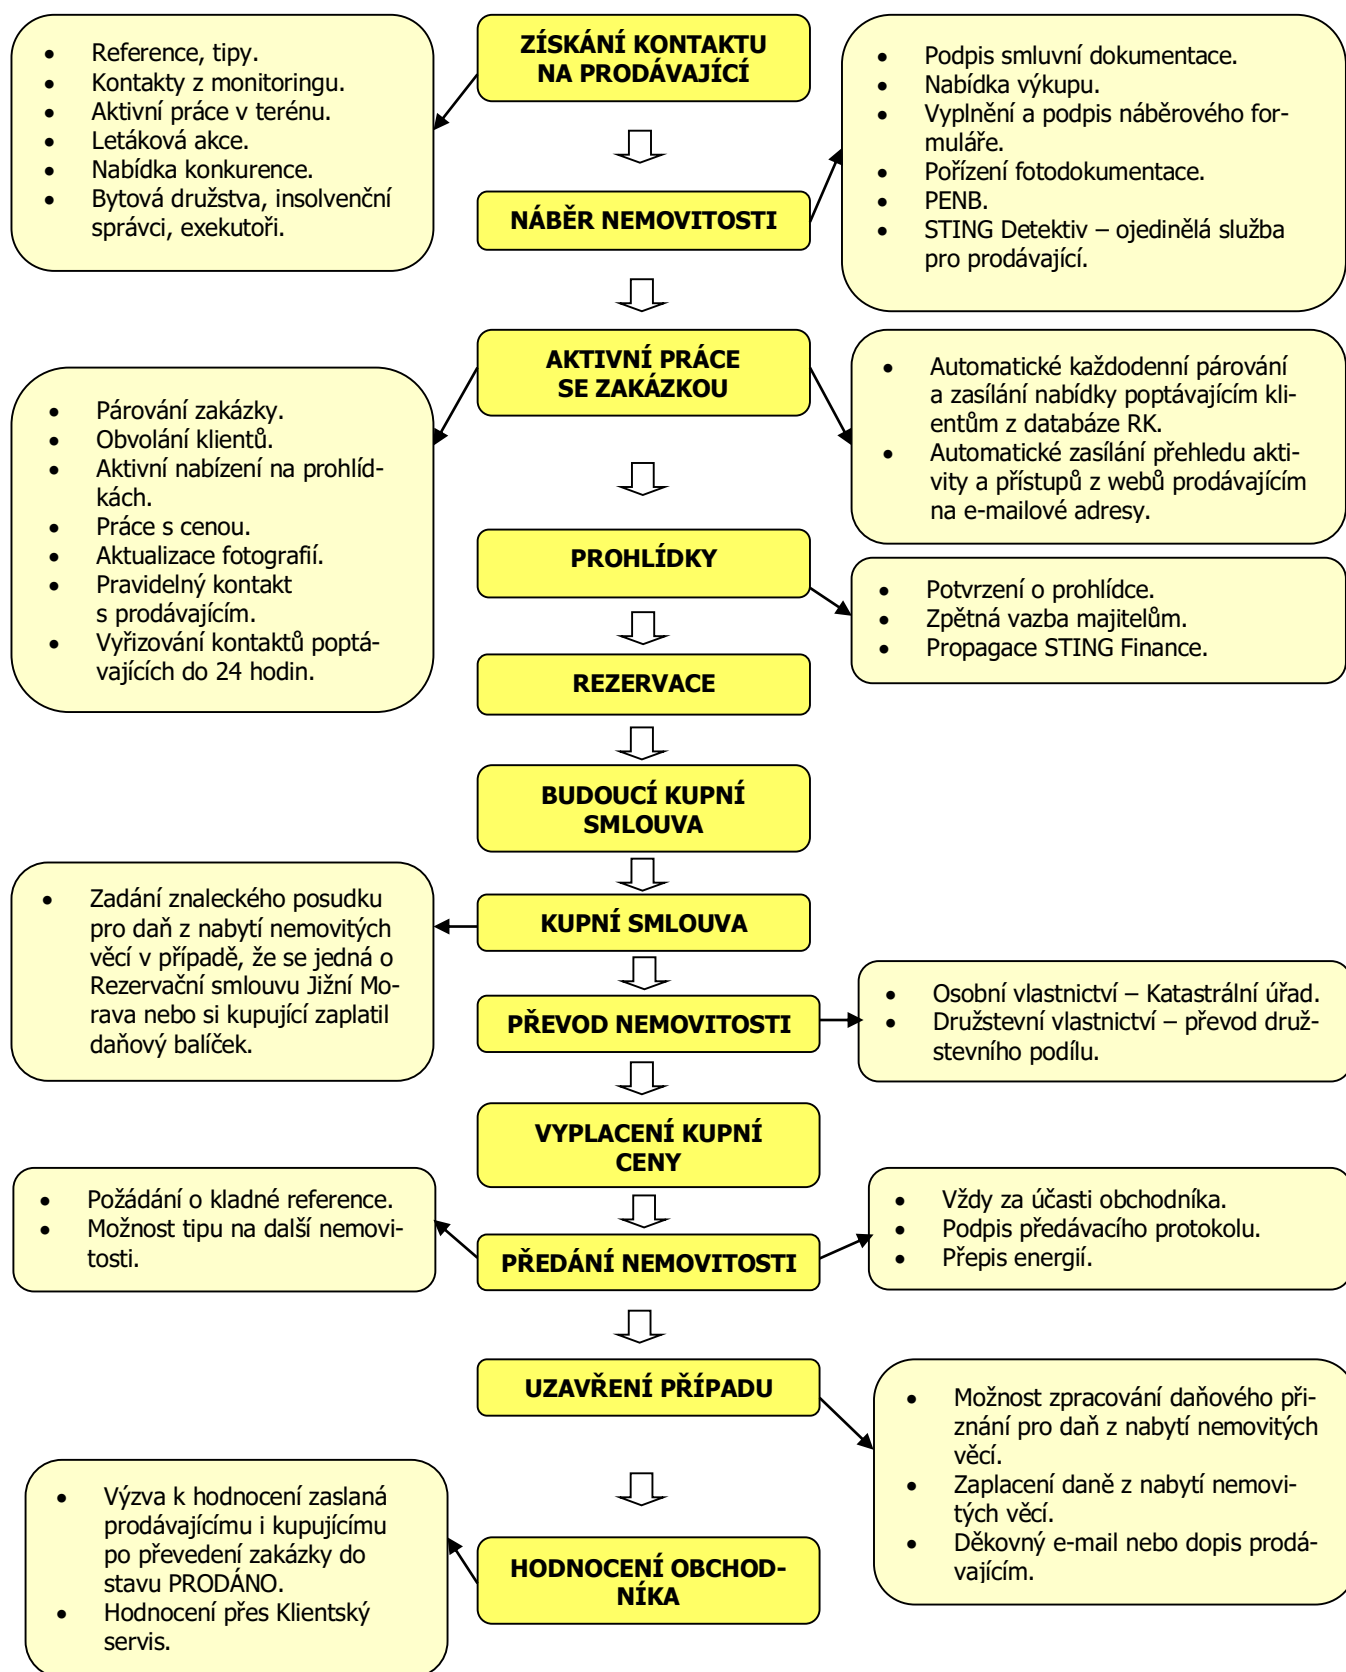 ZÍSKÁNÍ KONTAKTU
NA PRODÁVAJÍCÍ
• Reference, tipy.
• Kontakty z monitoringu.
• Aktivní práce v terénu.
• Letáková akce.
• Nabídka konkurence.
• Bytová družstva, insolvenční
správci, exekutoři.
NÁBĚR NEMOVITOSTI
• Podpis smluvní dokumentace.
• Nabídka výkupu.
• Vyplnění a podpis náběrového for-
muláře.
• Pořízení fotodokumentace.
• PENB.
• STING Detektiv – ojedinělá služba
pro prodávající.
AKTIVNÍ PRÁCE
SE ZAKÁZKOU
• Párování zakázky.
• Obvolání klientů.
• Aktivní nabízení na prohlíd-
kách.
• Práce s cenou.
• Aktualizace fotografií.
• Pravidelný kontakt
s prodávajícím.
• Vyřizování kontaktů poptá-
vajících do 24 hodin.
• Automatické každodenní párování
a zasílání nabídky poptávajícím kli-
entům z databáze RK.
• Automatické zasílání přehledu akti-
vity a přístupů z webů prodávajícím
na e-mailové adresy.
PROHLÍDKY
• Potvrzení o prohlídce.
• Zpětná vazba majitelům.
• Propagace STING Finance.
REZERVACE
BUDOUCÍ KUPNÍ
SMLOUVA
KUPNÍ SMLOUVA
• Zadání znaleckého posudku
pro daň z nabytí nemovitých
věcí v případě, že se jedná o
Rezervační smlouvu Jižní Mo-
rava nebo si kupující zaplatil
daňový balíček.
PŘEVOD NEMOVITOSTI
• Osobní vlastnictví – Katastrální úřad.
• Družstevní vlastnictví – převod druž-
stevního podílu.
VYPLACENÍ KUPNÍ
CENY
PŘEDÁNÍ NEMOVITOSTI
• Požádání o kladné reference.
• Možnost tipu na další nemovi-
tosti.
• Vždy za účasti obchodníka.
• Podpis předávacího protokolu.
• Přepis energií.
UZAVŘENÍ PŘÍPADU
• Možnost zpracování daňového při-
znání pro daň z nabytí nemovitých
věcí.
• Zaplacení daně z nabytí nemovi-
tých věcí.
• Děkovný e-mail nebo dopis prodá-
vajícím.
HODNOCENÍ OBCHOD-
NÍKA
• Výzva k hodnocení zaslaná
prodávajícímu i kupujícímu
po převedení zakázky do
stavu PRODÁNO.
• Hodnocení přes Klientský
servis.